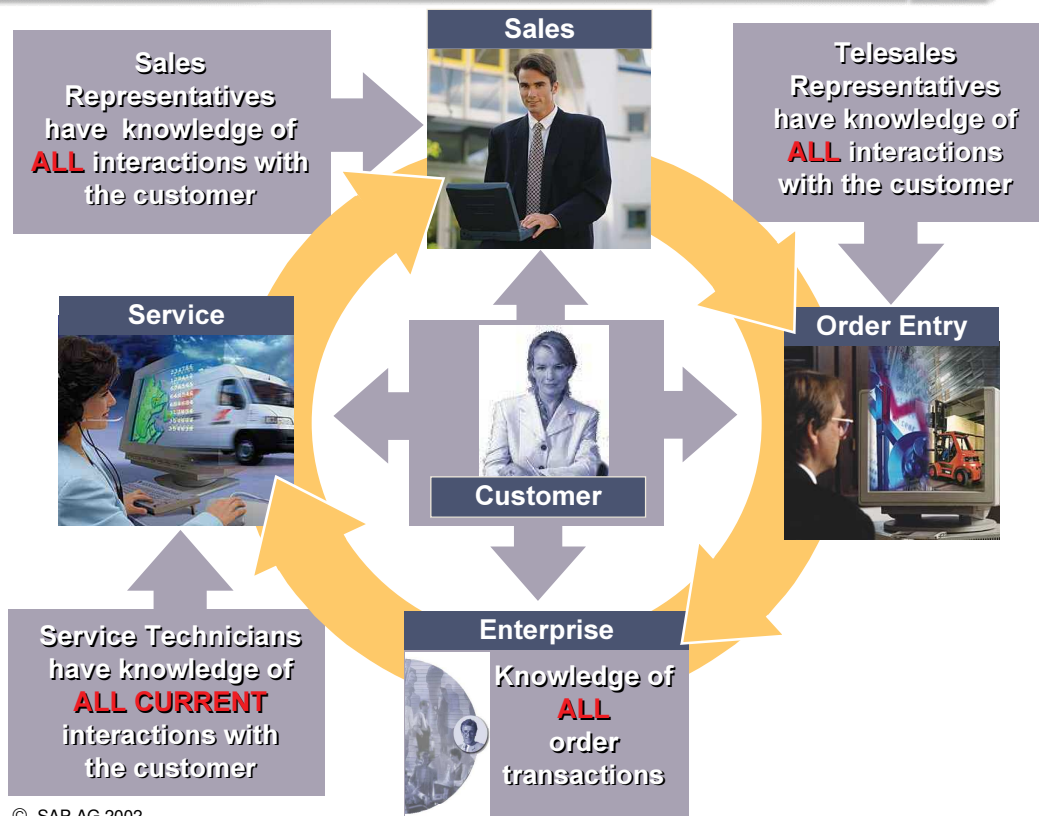 Sales
Sales
Representatives
have knowledge of
ALL interactions with
the customer
Telesales
Representatives
have knowledge of
ALL interactions
with the customer
Service
Order Entry
Customer
Service Technicians
have knowledge of
ALL CURRENT
interactions with
the customer
Enterprise
Knowledge of
ALL
order
transactions
© SAP AG 2002